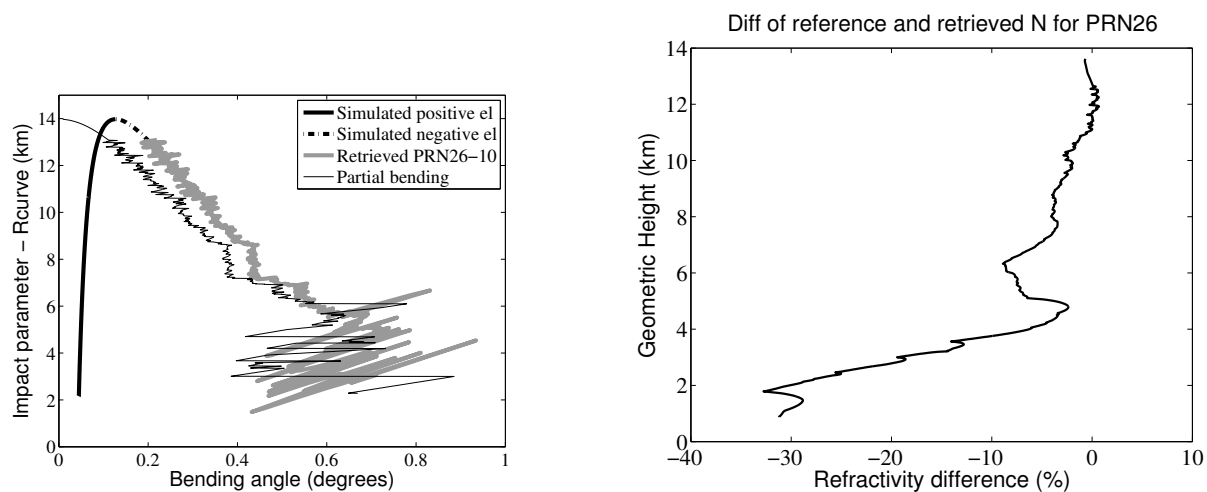 Impact parameter − Rcurve (km)
14
12
10
8
6
4
2
0
0 0.2 0.4 0.6 0.8 1
Bending angle (degrees)
Simulated positive el
Simulated negative el
Retrieved PRN26−10
Partial bending
Diff of reference and retrieved N for PRN26
Geometric Height (km)
14
12
10
8
6
4
2
0
−40 −30 −20 −10 0 10
Refractivity difference (%)